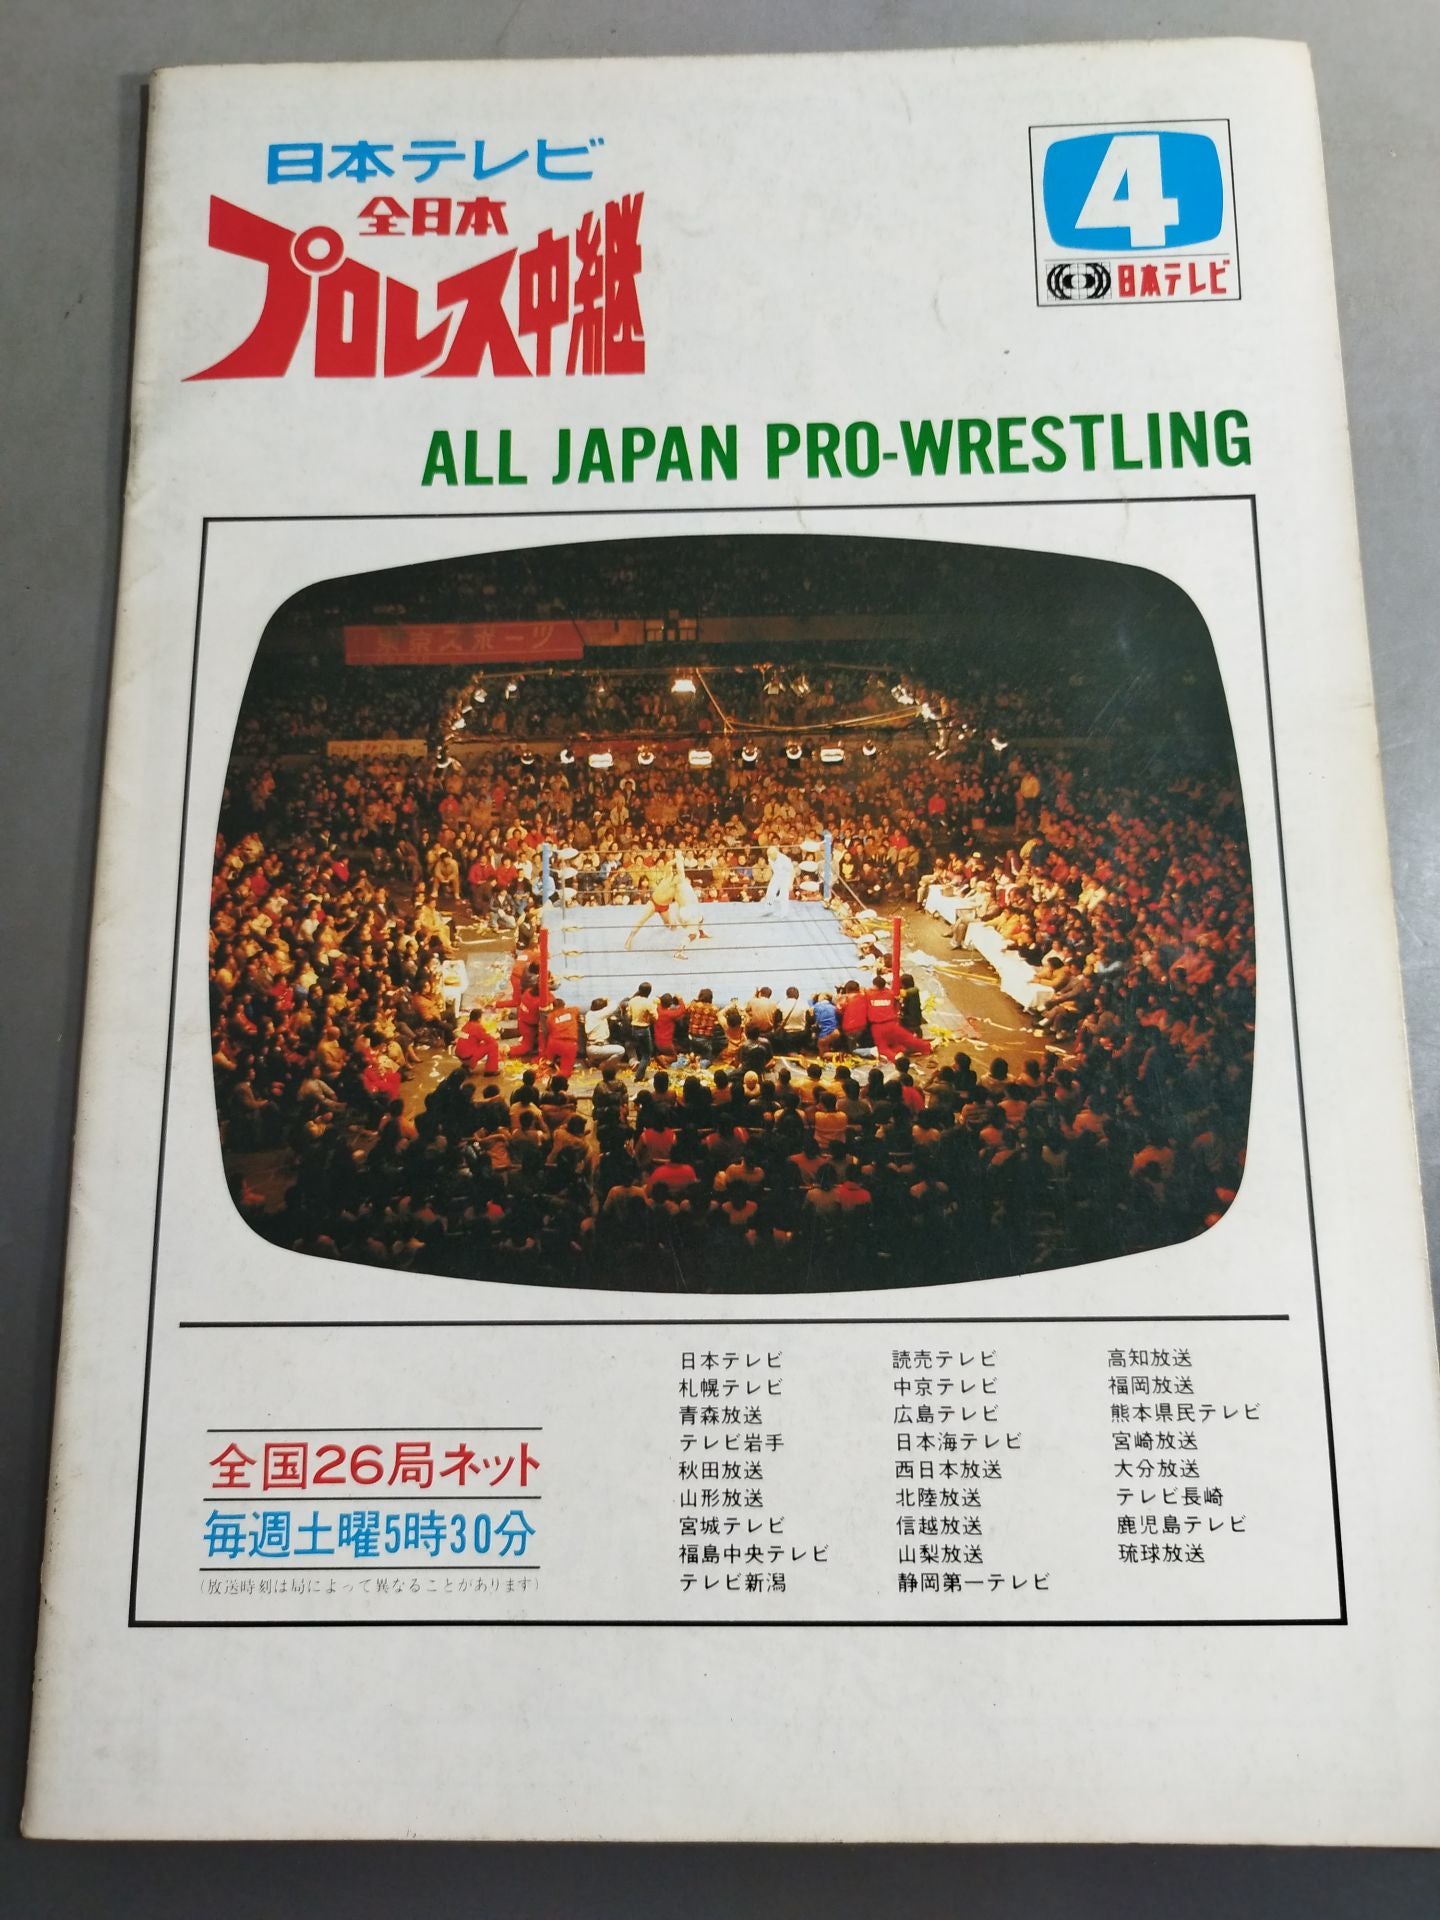 日本テレビ
全日本
プロレス中継
4
日本テレビ
ALL JAPAN PRO-WRESTLING
東京スポーツ
全国26局ネット
毎週土曜5時30分
(放送時刻は局によって異なることがあります)
日本テレビ
札幌テレビ
青森放送
テレビ岩手
秋田放送
山形放送
宮城テレビ
福島中央テレビ
テレビ新潟
読売テレビ
中京テレビ
広島テレビ
日本海テレビ
西日本放送
北陸放送
信越放送
山梨放送
静岡第一テレビ
高知放送
福岡放送
熊本県民テレビ
宮崎放送
大分放送
テレビ長崎
鹿児島テレビ
琉球放送